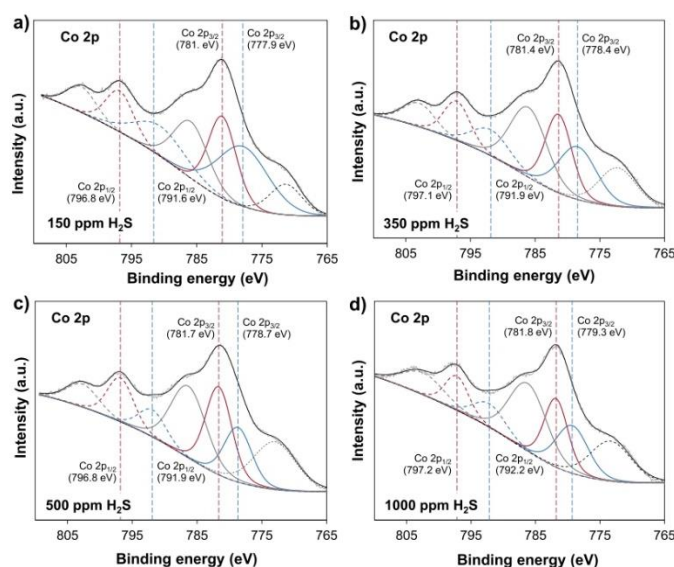 a)
Co 2p
Co 2p3/2
(781. eV)
Co 2p3/2
(777.9 eV)
Co 2p1/2
(796.8 eV)
Co 2p1/2
(791.6 eV)
150 ppm H2S
Intensity (a.u.)
805 795 785 775 765
Binding energy (eV)
b)
Co 2p
Co 2p3/2
(781.4 eV)
Co 2p3/2
(778.4 eV)
Co 2p1/2
(797.1 eV)
Co 2p1/2
(791.9 eV)
350 ppm H2S
Intensity (a.u.)
805 795 785 775 765
Binding energy (eV)
c)
Co 2p
Co 2p3/2
(781.7 eV)
Co 2p3/2
(778.7 eV)
Co 2p1/2
(796.8 eV)
Co 2p1/2
(791.9 eV)
500 ppm H2S
Intensity (a.u.)
805 795 785 775 765
Binding energy (eV)
d)
Co 2p
Co 2p3/2
(781.8 eV)
Co 2p3/2
(779.3 eV)
Co 2p1/2
(797.2 eV)
Co 2p1/2
(792.2 eV)
1000 ppm H2S
Intensity (a.u.)
805 795 785 775 765
Binding energy (eV)